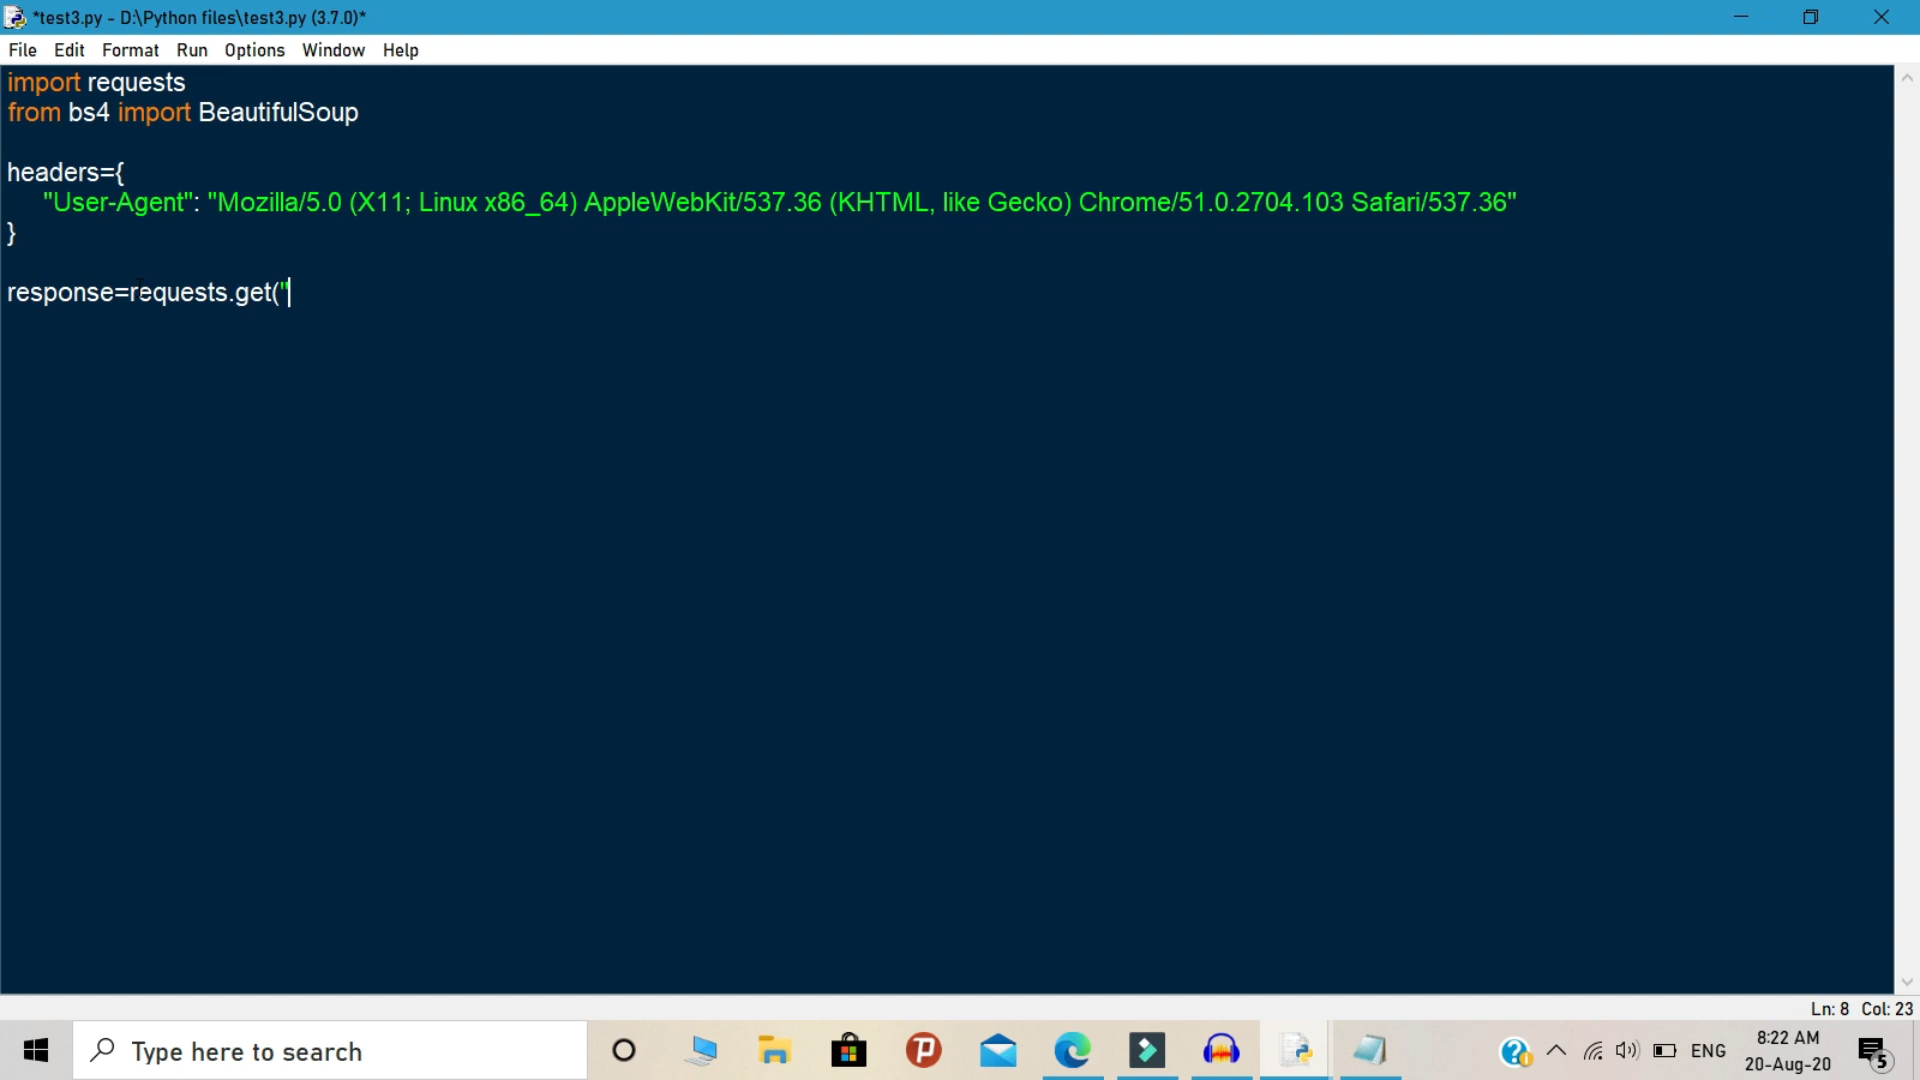 *test3.py - D:\Python files\test3.py (3.7.0)*
File Edit Format Run Options Window Help
import requests
from bs4 import BeautifulSoup
headers={
"User-Agent": "Mozilla/5.0 (X11; Linux x86_64) AppleWebKit/537.36 (KHTML, like Gecko) Chrome/51.0.2704.103 Safari/537.36"
}
response=requests.get("
Ln: 8 Col: 23
Type here to search
ENG
8:22 AM
20-Aug-20
5